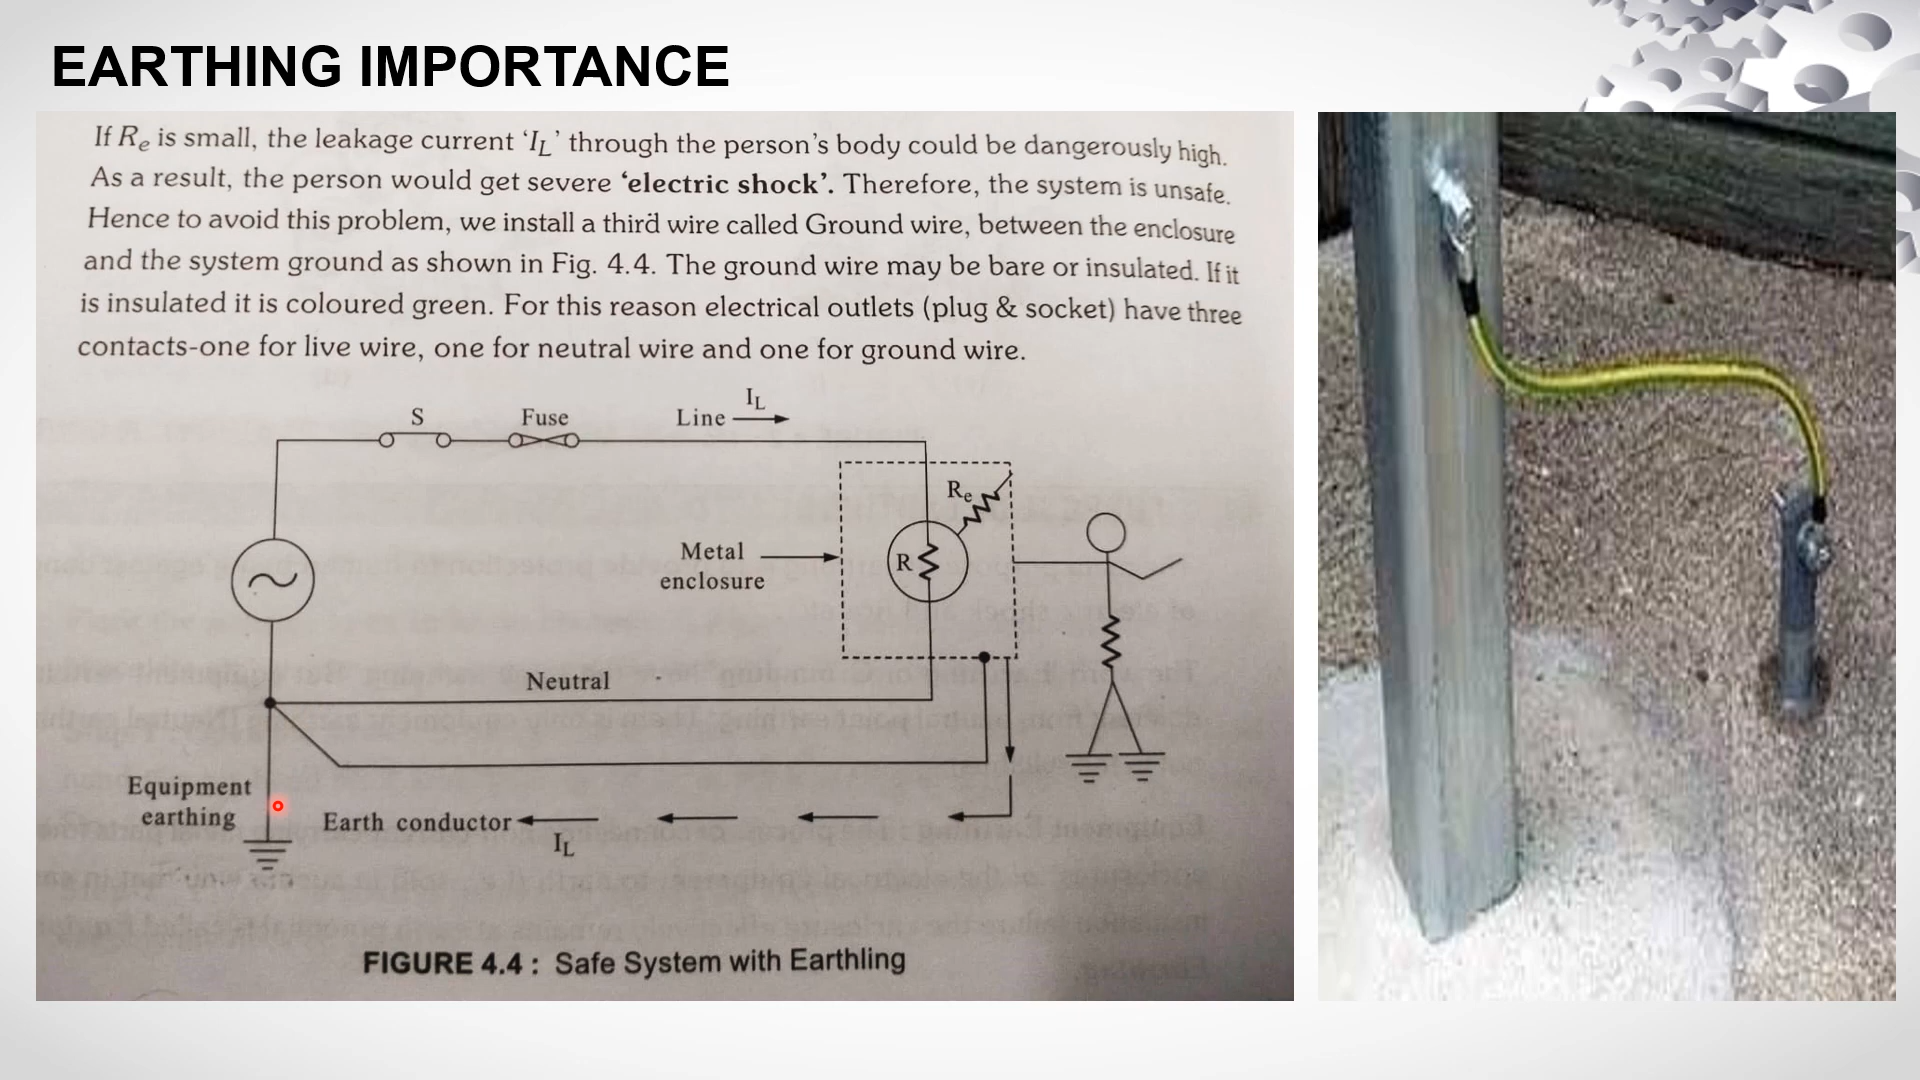 EARTHING IMPORTANCE
If Re is small, the leakage current ‘IL’ through the person’s body could be dangerously high.
As a result, the person would get severe ‘electric shock’. Therefore, the system is unsafe.
Hence to avoid this problem, we install a third wire called Ground wire, between the enclosure
and the system ground as shown in Fig. 4.4. The ground wire may be bare or insulated. If it
is insulated it is coloured green. For this reason electrical outlets (plug & socket) have three
contacts-one for live wire, one for neutral wire and one for ground wire.
IL
S
Fuse
Line
Re
Metal
enclosure
R
Neutral
Equipment
earthing
Earth conductor
IL
FIGURE 4.4 : Safe System with Earthling